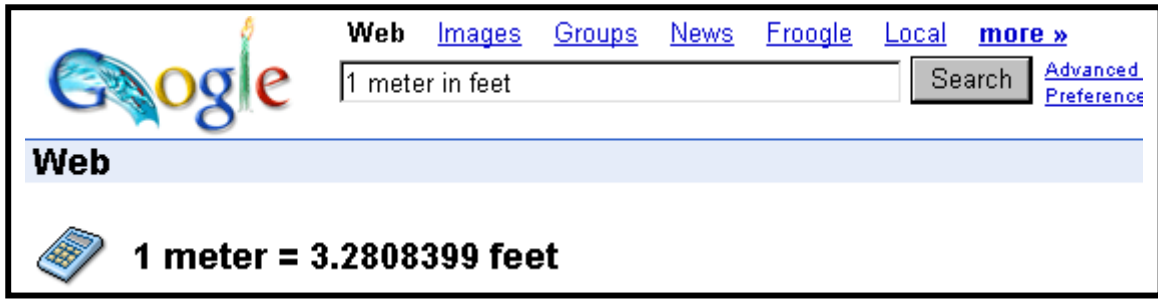 Google
Web Images Groups News Froogle Local more »
1 meter in feet Search Advanced
Preference
Web
1 meter = 3.2808399 feet